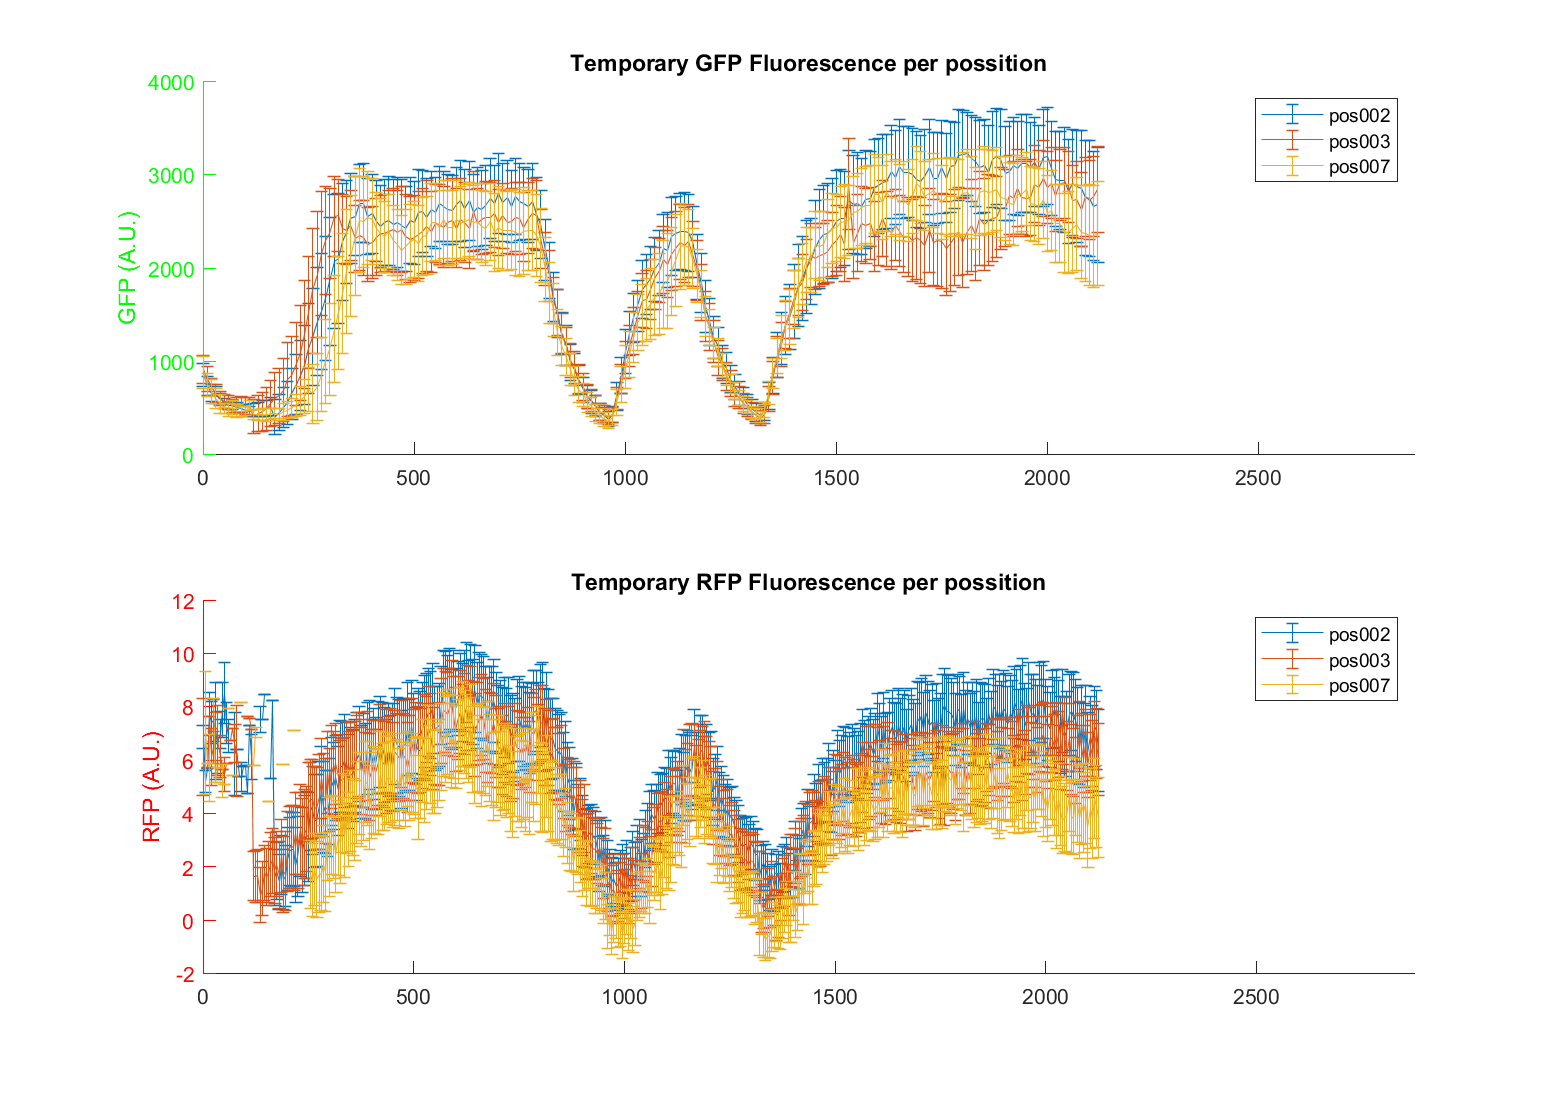 Temporary GFP Fluorescence per possition
4000
3000
2000
1000
0
GFP (A.U.)
0 500 1000 1500 2000 2500
pos002
pos003
pos007
Temporary RFP Fluorescence per possition
12
10
8
6
4
2
0
-2
RFP (A.U.)
0 500 1000 1500 2000 2500
pos002
pos003
pos007